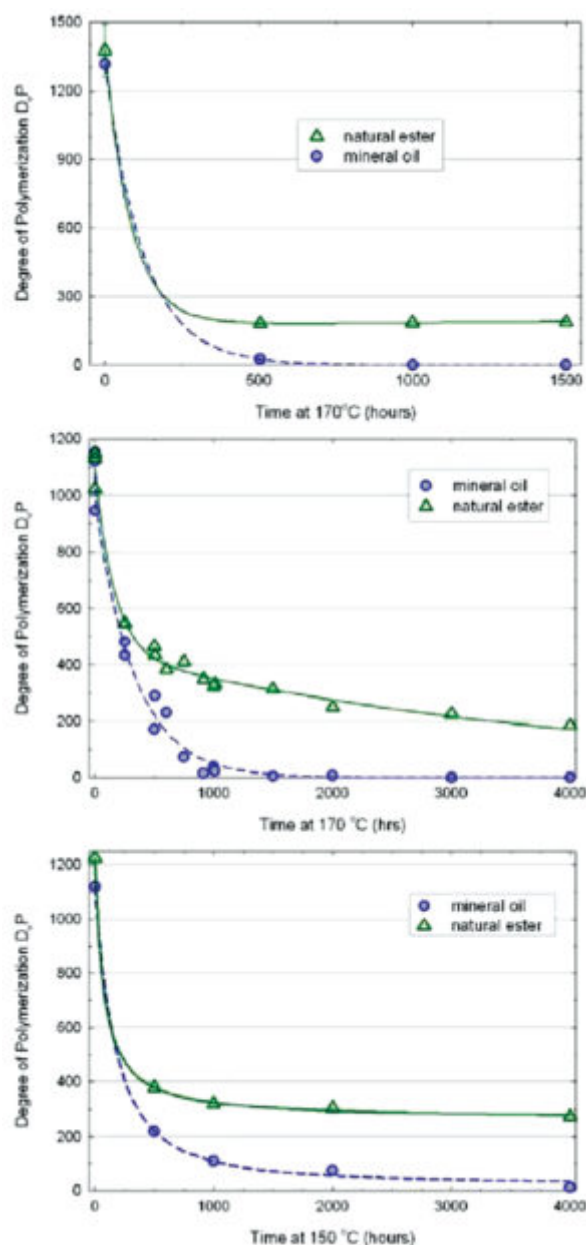 1500
1200
900
600
300
0
Degree of Polymerization DᵥP
natural ester
mineral oil
0 500 1000 1500
Time at 170°C (hours)
1200
1000
800
600
400
200
0
Degree of Polymerization DᵥP
mineral oil
natural ester
0 1000 2000 3000 4000
Time at 170 °C (hrs)
1200
1000
800
600
400
200
0
Degree of Polymerization DᵥP
mineral oil
natural ester
0 1000 2000 3000 4000
Time at 150 °C (hours)